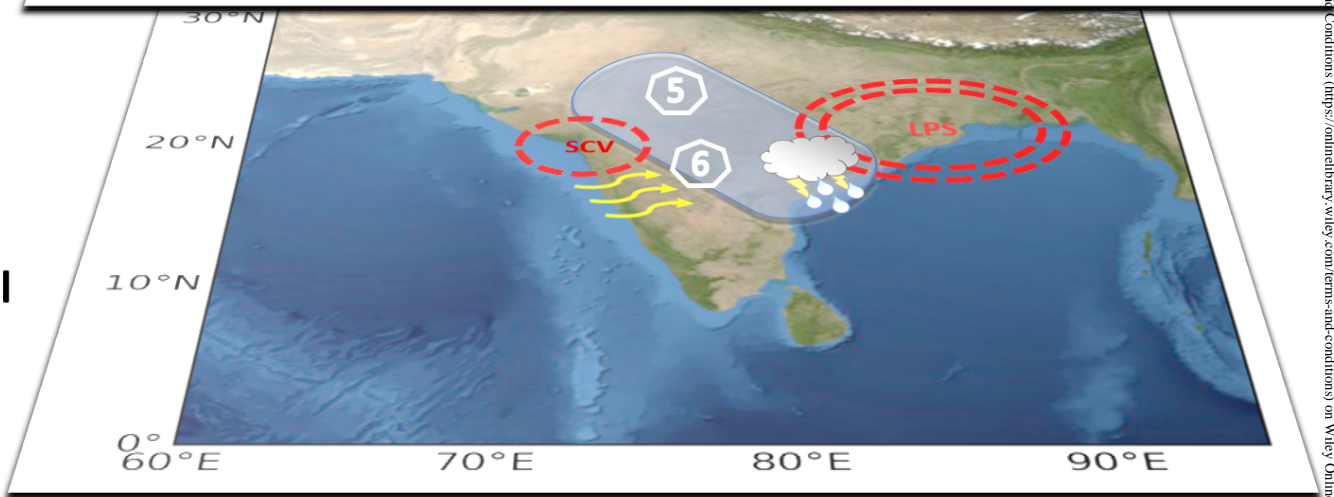 30°N
5
LPS
20°N
SCV
6
10°N
0°
60°E
70°E
80°E
90°E
Conditions (https://onlinelibrary.wiley.com/terms-and-conditions) on Wiley